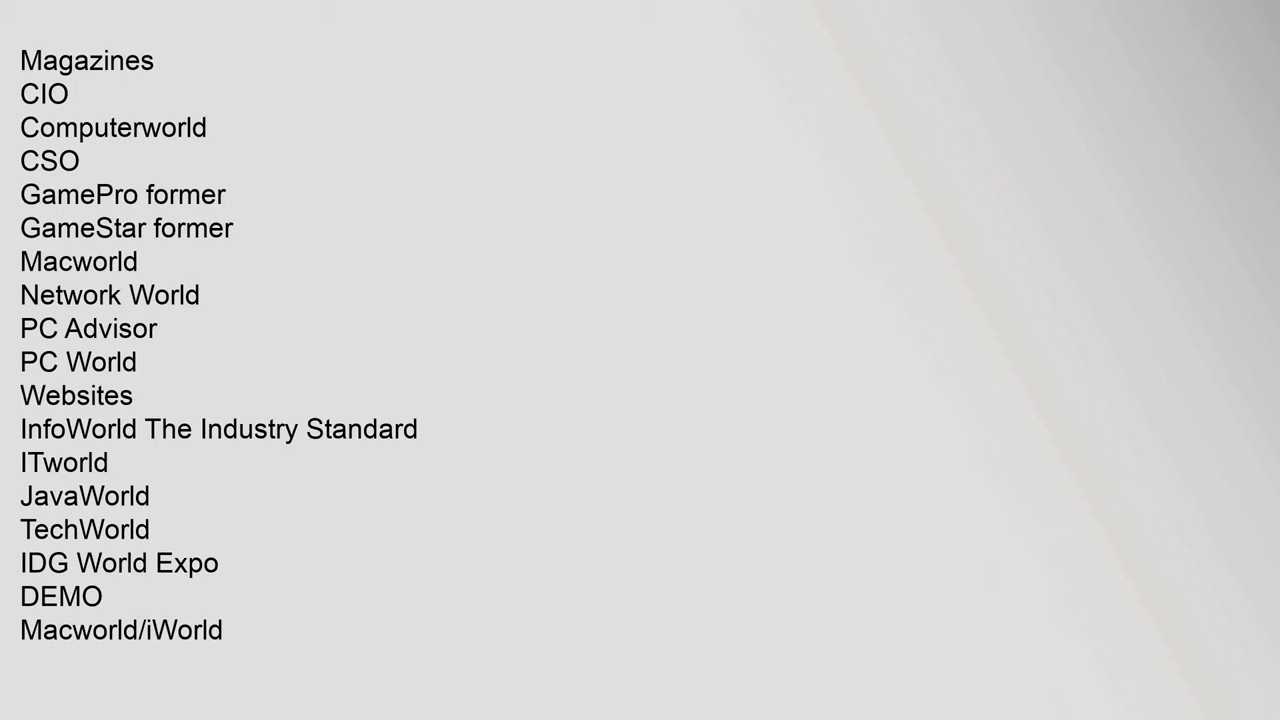 Magazines
CIO
Computerworld
CSO
GamePro former
GameStar former
Macworld
Network World
PC Advisor
PC World
Websites
InfoWorld The Industry Standard
ITworld
JavaWorld
TechWorld
IDG World Expo
DEMO
Macworld/iWorld